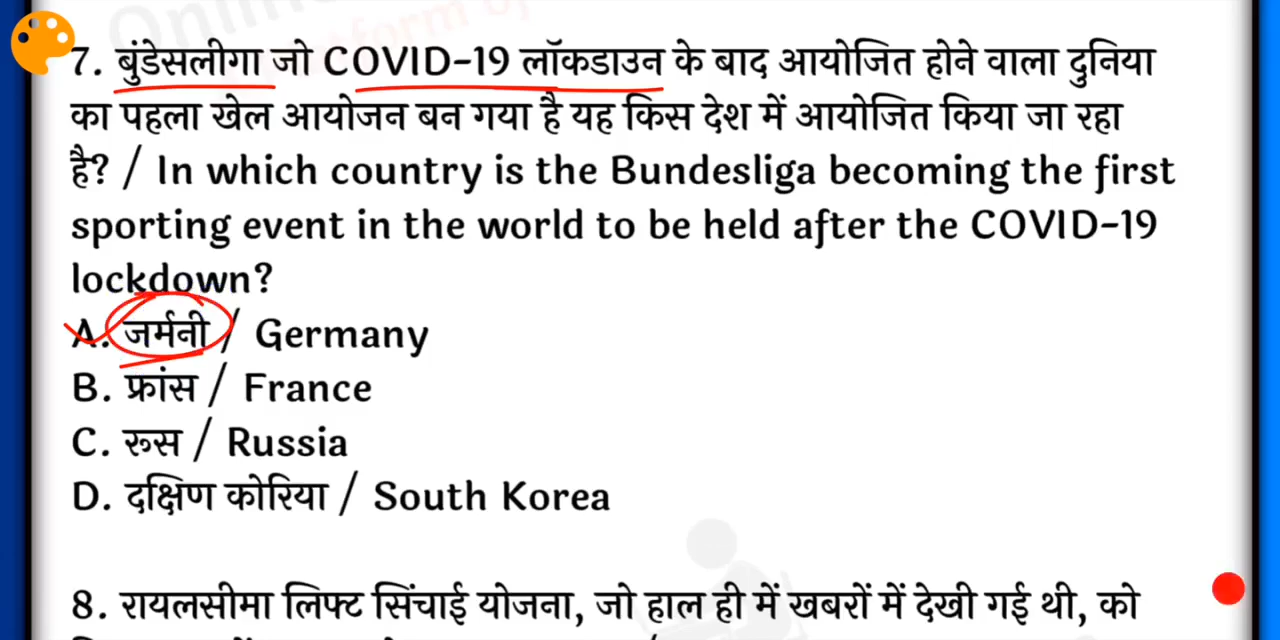 7. बुंडेसलीगा जो COVID-19 लॉकडाउन के बाद आयोजित होने वाला दुनिया
का पहला खेल आयोजन बन गया है यह किस देश में आयोजित किया जा रहा
है? / In which country is the Bundesliga becoming the first
sporting event in the world to be held after the COVID-19
lockdown?
A. जर्मनी / Germany
B. फ्रांस / France
C. रूस / Russia
D. दक्षिण कोरिया / South Korea
8. रायलसीमा लिफ्ट सिंचाई योजना, जो हाल ही में खबरों में देखी गई थी, को